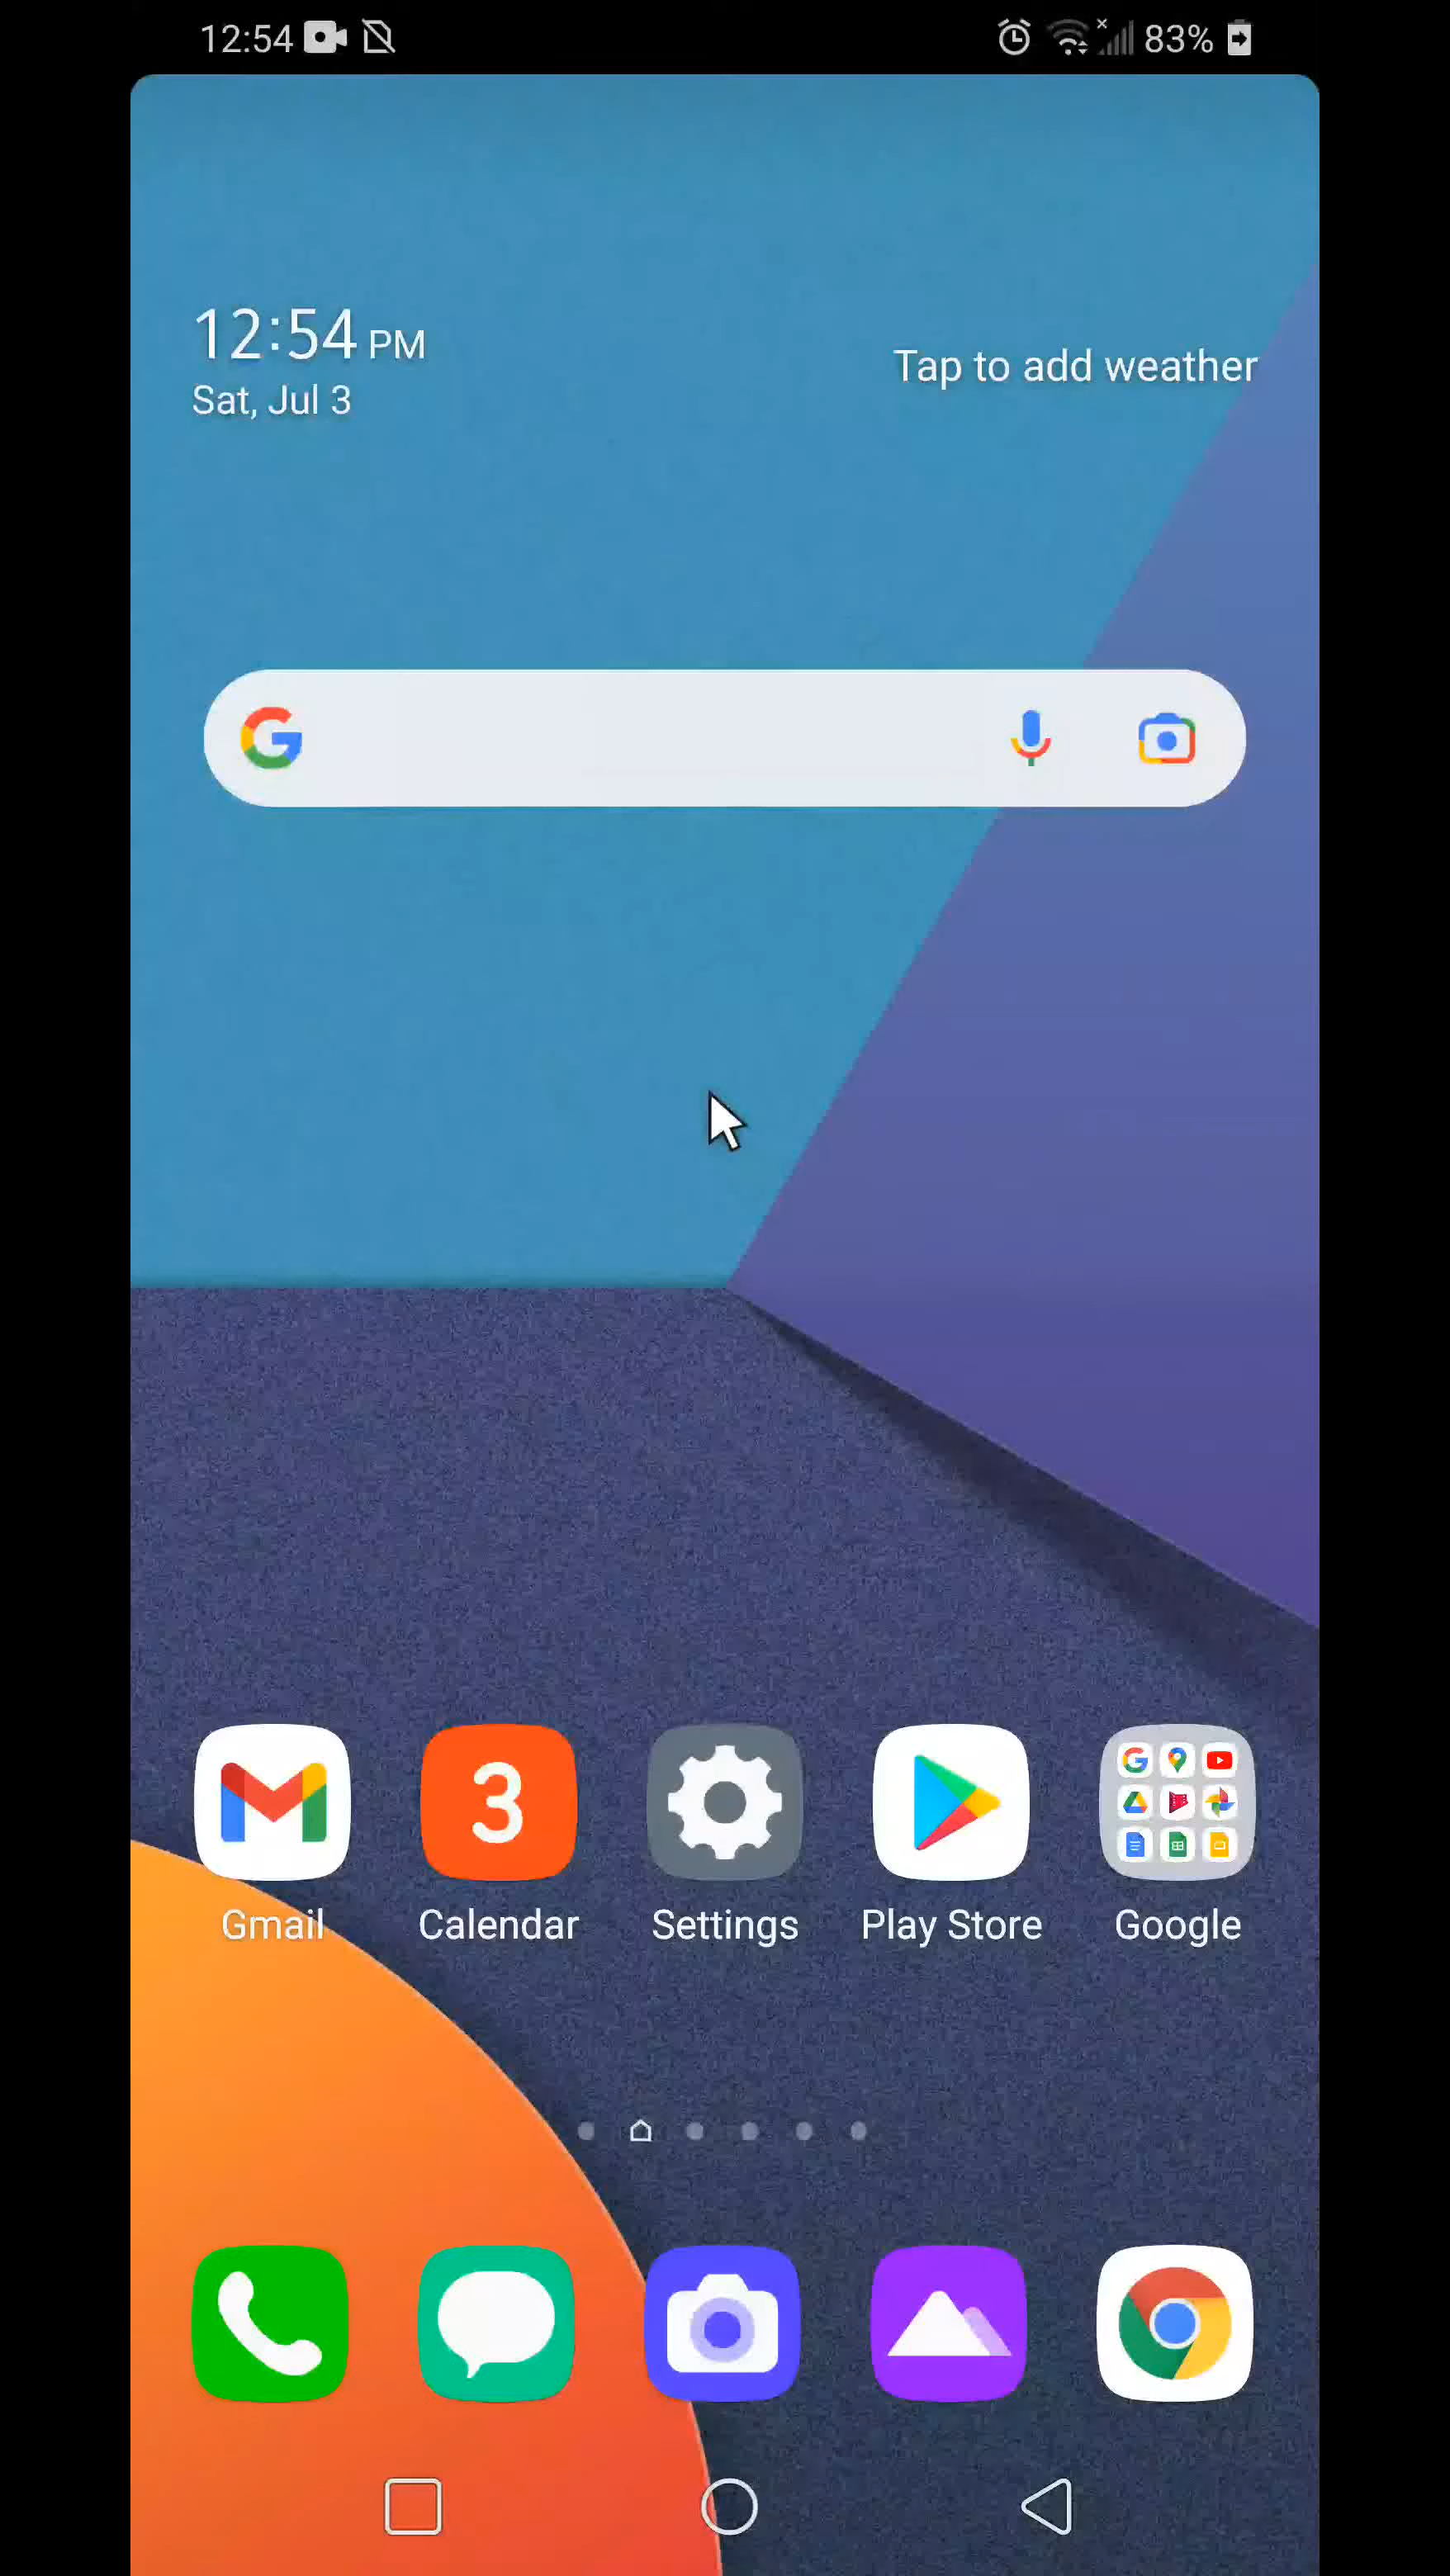 12:54
83%
12:54 PM
Sat, Jul 3
Tap to add weather
3
Gmail
Calendar
Settings
Play Store
Google